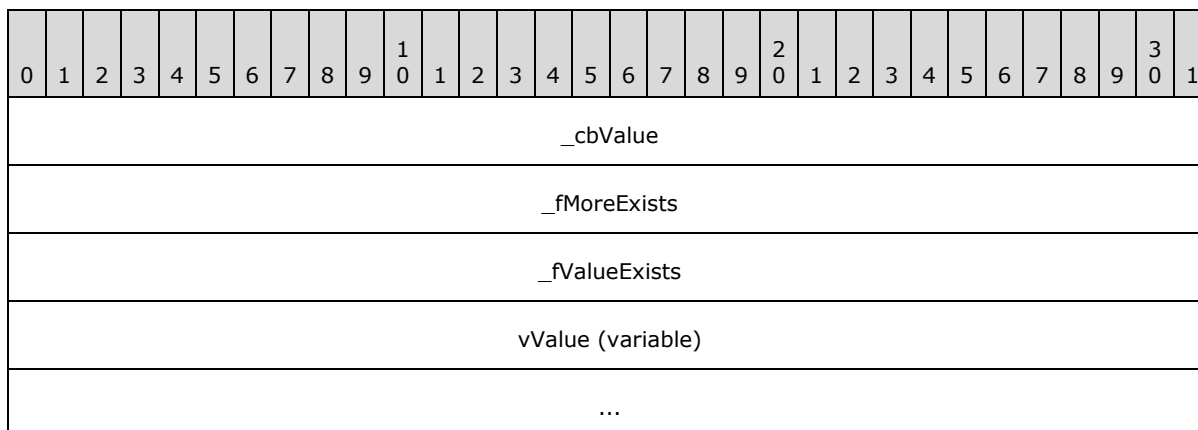 1 2 3
0 1 2 3 4 5 6 7 8 9 0 1 2 3 4 5 6 7 8 9 0 1 2 3 4 5 6 7 8 9 0 1
_cbValue
_fMoreExists
_fValueExists
vValue (variable)
...